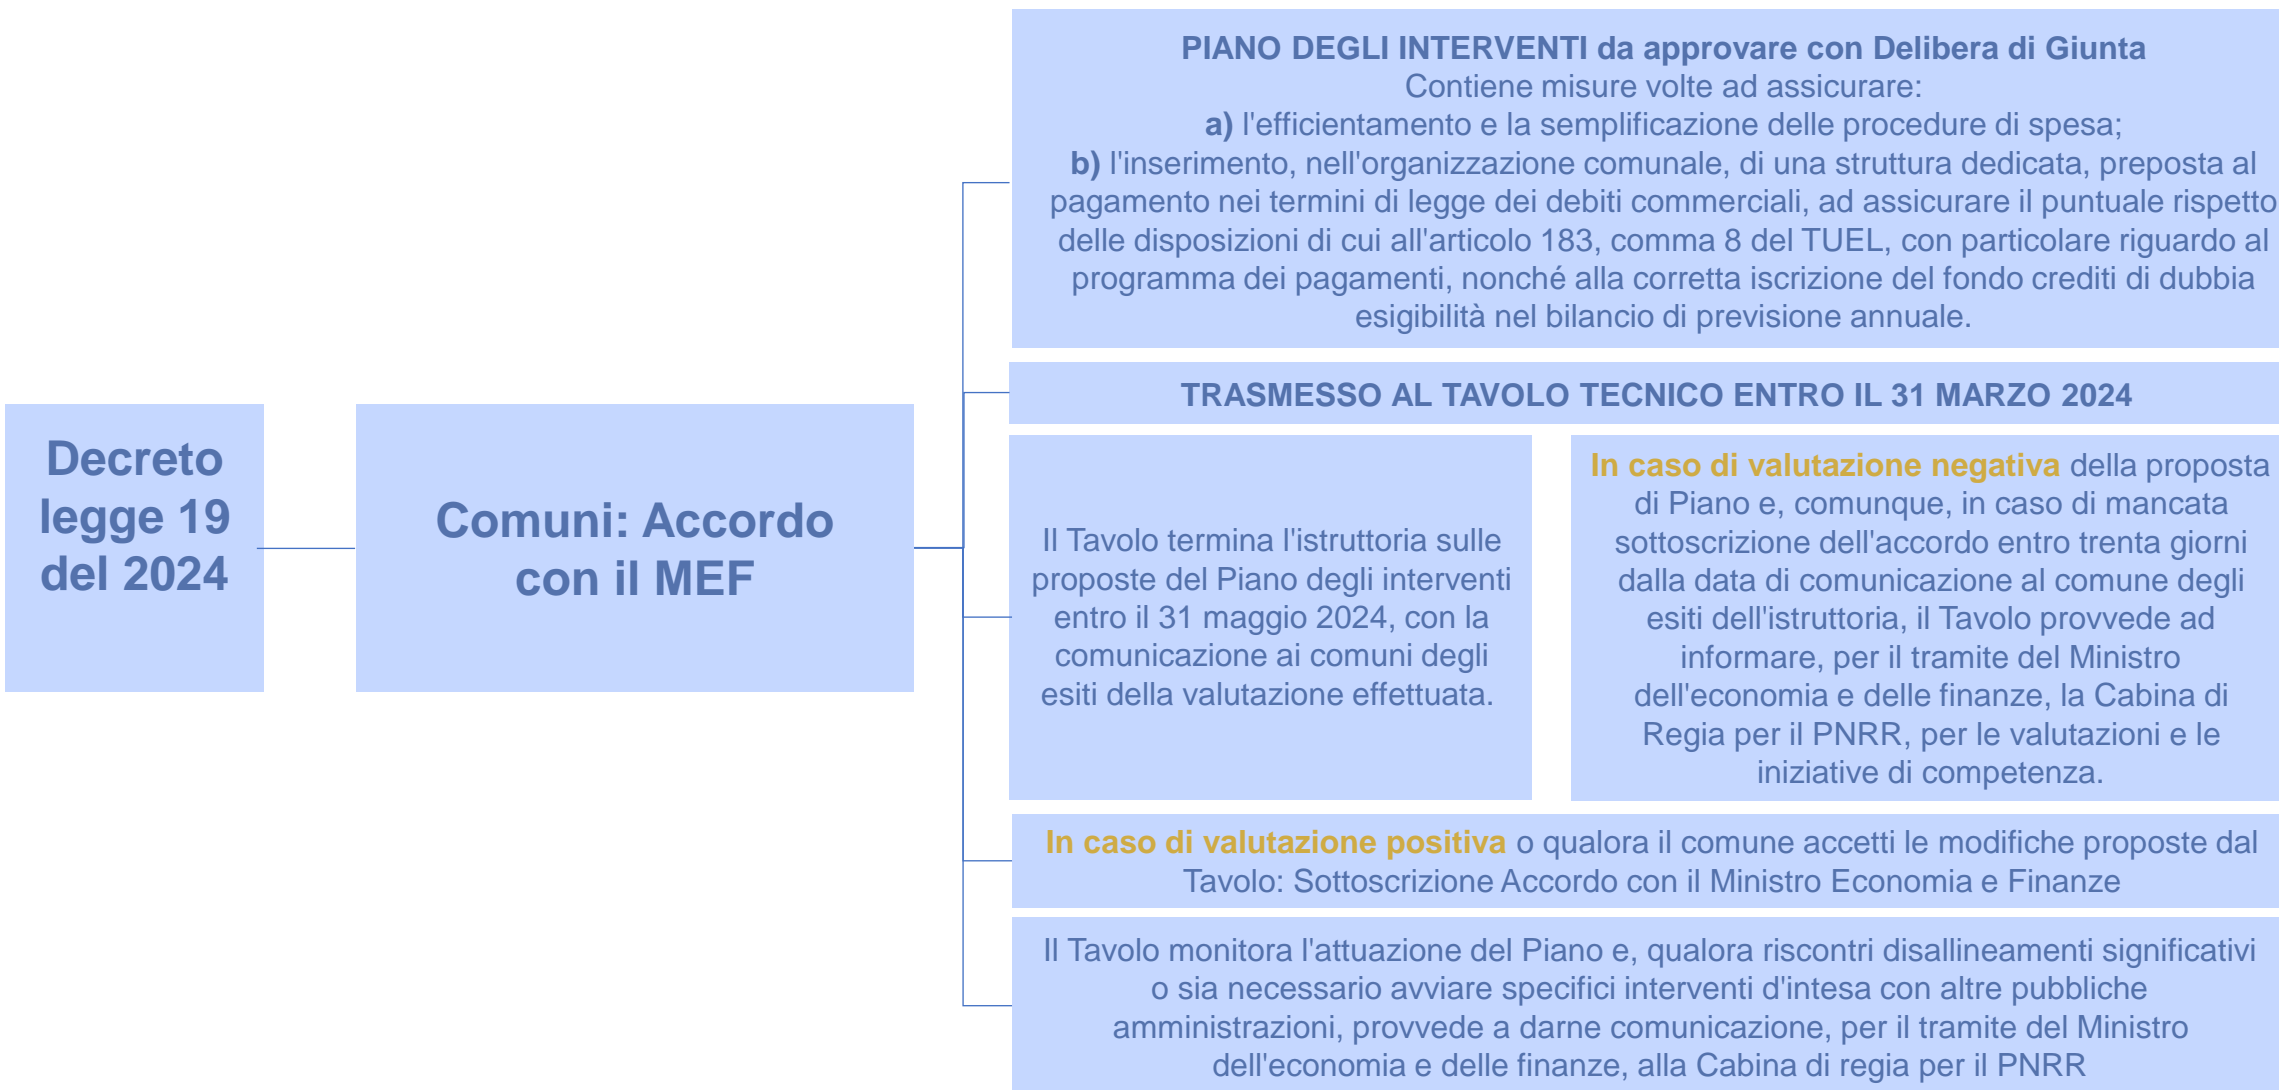 PIANO DEGLI INTERVENTI da approvare con Delibera di Giunta
Contiene misure volte ad assicurare:
a) l'efficientamento e la semplificazione delle procedure di spesa;
b) l'inserimento, nell'organizzazione comunale, di una struttura dedicata, preposta al
pagamento nei termini di legge dei debiti commerciali, ad assicurare il puntuale rispetto
delle disposizioni di cui all'articolo 183, comma 8 del TUEL, con particolare riguardo al
programma dei pagamenti, nonché alla corretta iscrizione del fondo crediti di dubbia
esigibilità nel bilancio di previsione annuale.
TRASMESSO AL TAVOLO TECNICO ENTRO IL 31 MARZO 2024
Decreto
legge 19
del 2024
Comuni: Accordo
con il MEF
Il Tavolo termina l'istruttoria sulle
proposte del Piano degli interventi
entro il 31 maggio 2024, con la
comunicazione ai comuni degli
esiti della valutazione effettuata.
In caso di valutazione negativa della proposta
di Piano e, comunque, in caso di mancata
sottoscrizione dell'accordo entro trenta giorni
dalla data di comunicazione al comune degli
esiti dell'istruttoria, il Tavolo provvede ad
informare, per il tramite del Ministro
dell'economia e delle finanze, la Cabina di
Regia per il PNRR, per le valutazioni e le
iniziative di competenza.
In caso di valutazione positiva o qualora il comune accetti le modifiche proposte dal
Tavolo: Sottoscrizione Accordo con il Ministro Economia e Finanze
Il Tavolo monitora l'attuazione del Piano e, qualora riscontri disallineamenti significativi
o sia necessario avviare specifici interventi d'intesa con altre pubbliche
amministrazioni, provvede a darne comunicazione, per il tramite del Ministro
dell'economia e delle finanze, alla Cabina di regia per il PNRR